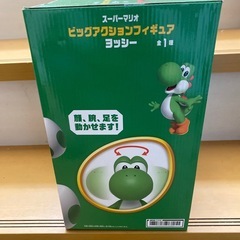 スーパーマリオ
ビッグアクションフィギュア
ヨッシー
全1種
顔、腕、足を
動かせます!